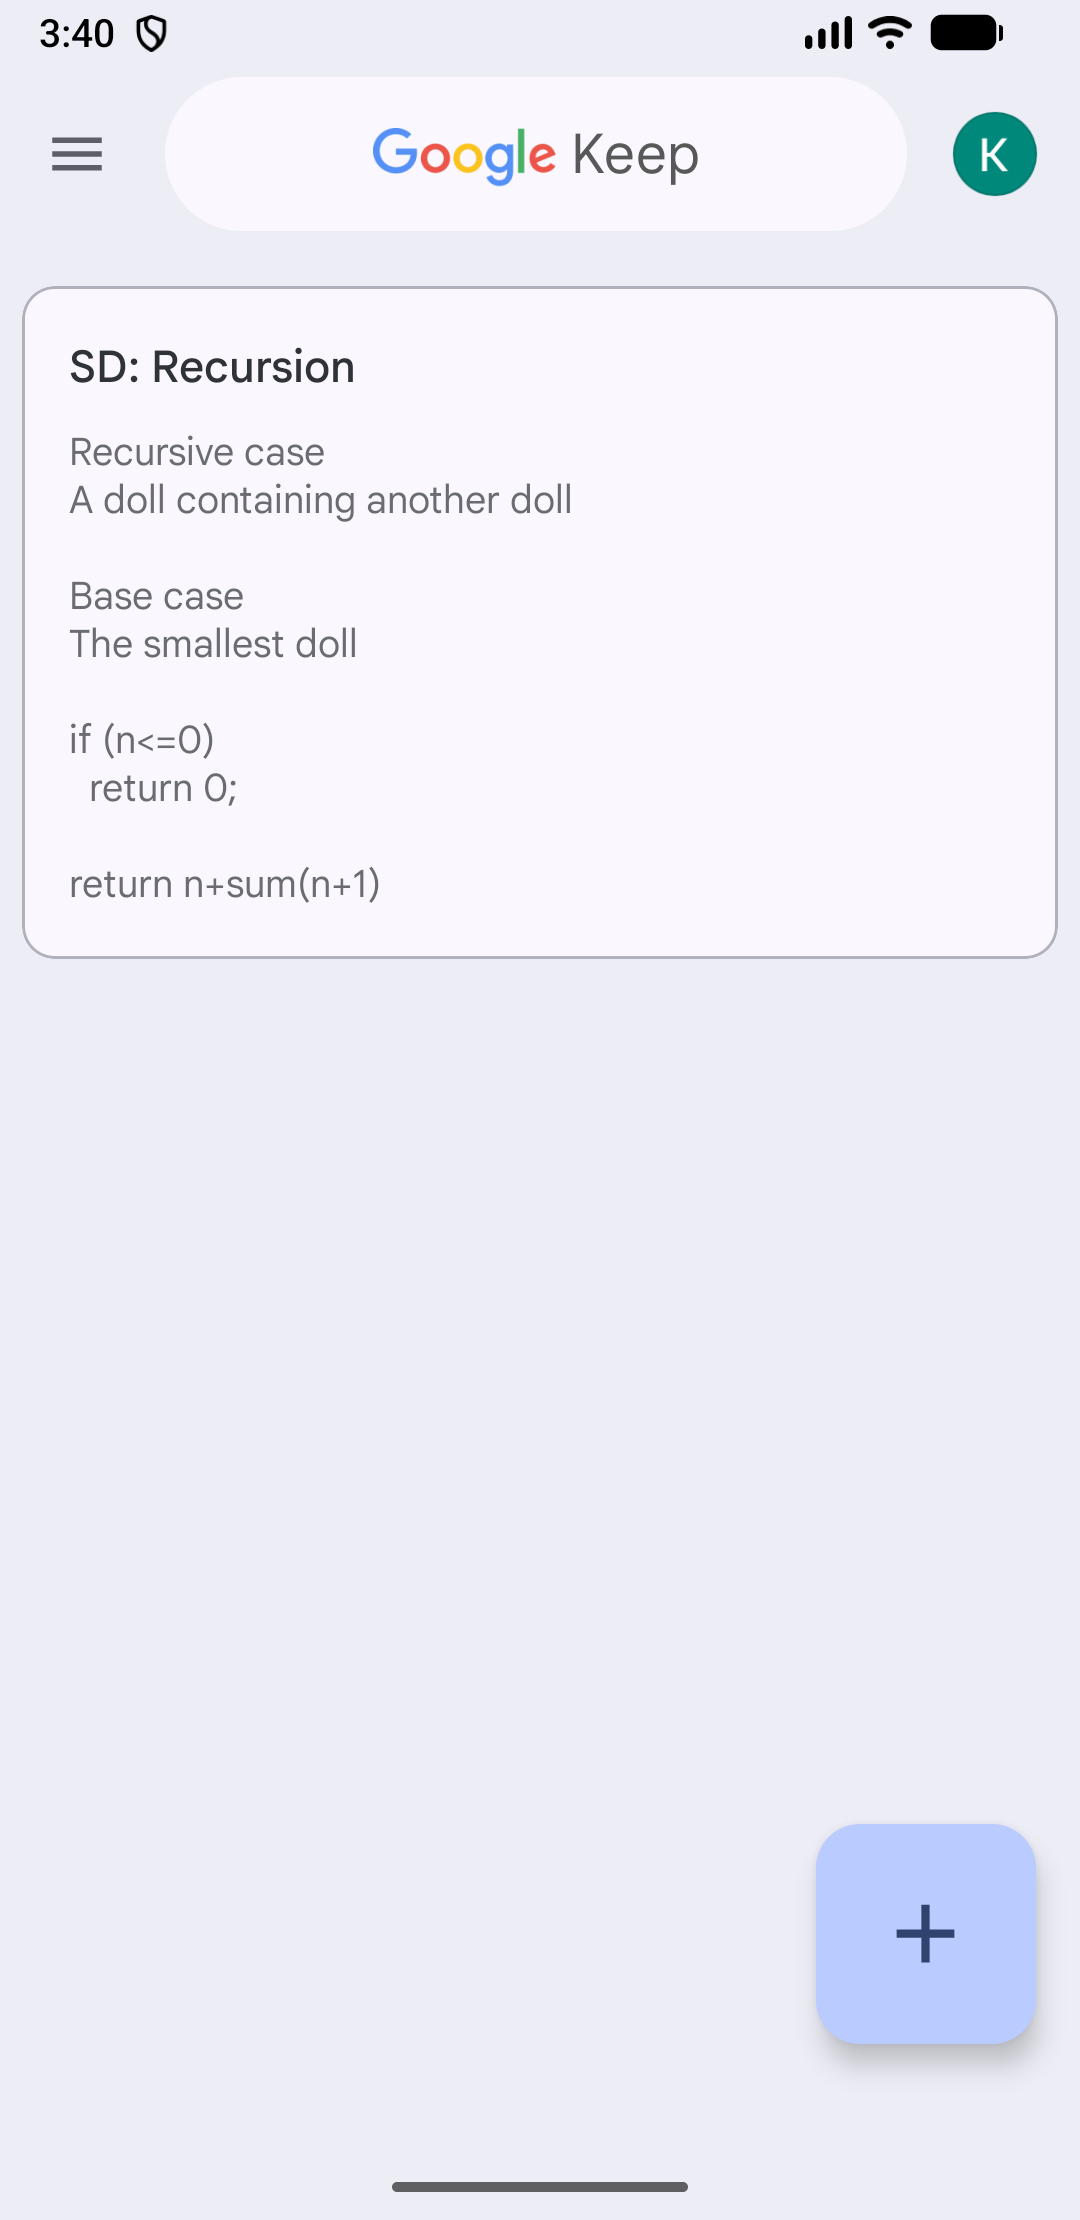 3:40
Google Keep
K
SD: Recursion
Recursive case
A doll containing another doll
Base case
The smallest doll
if (n<=0)
  return 0;
return n+sum(n+1)